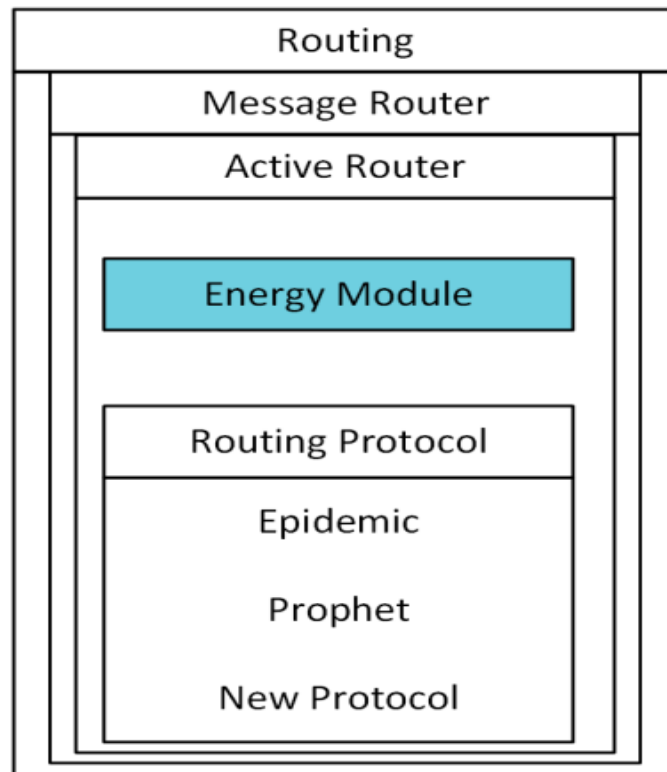 Routing
Message Router
Active Router
Energy Module
Routing Protocol
Epidemic
Prophet
New Protocol